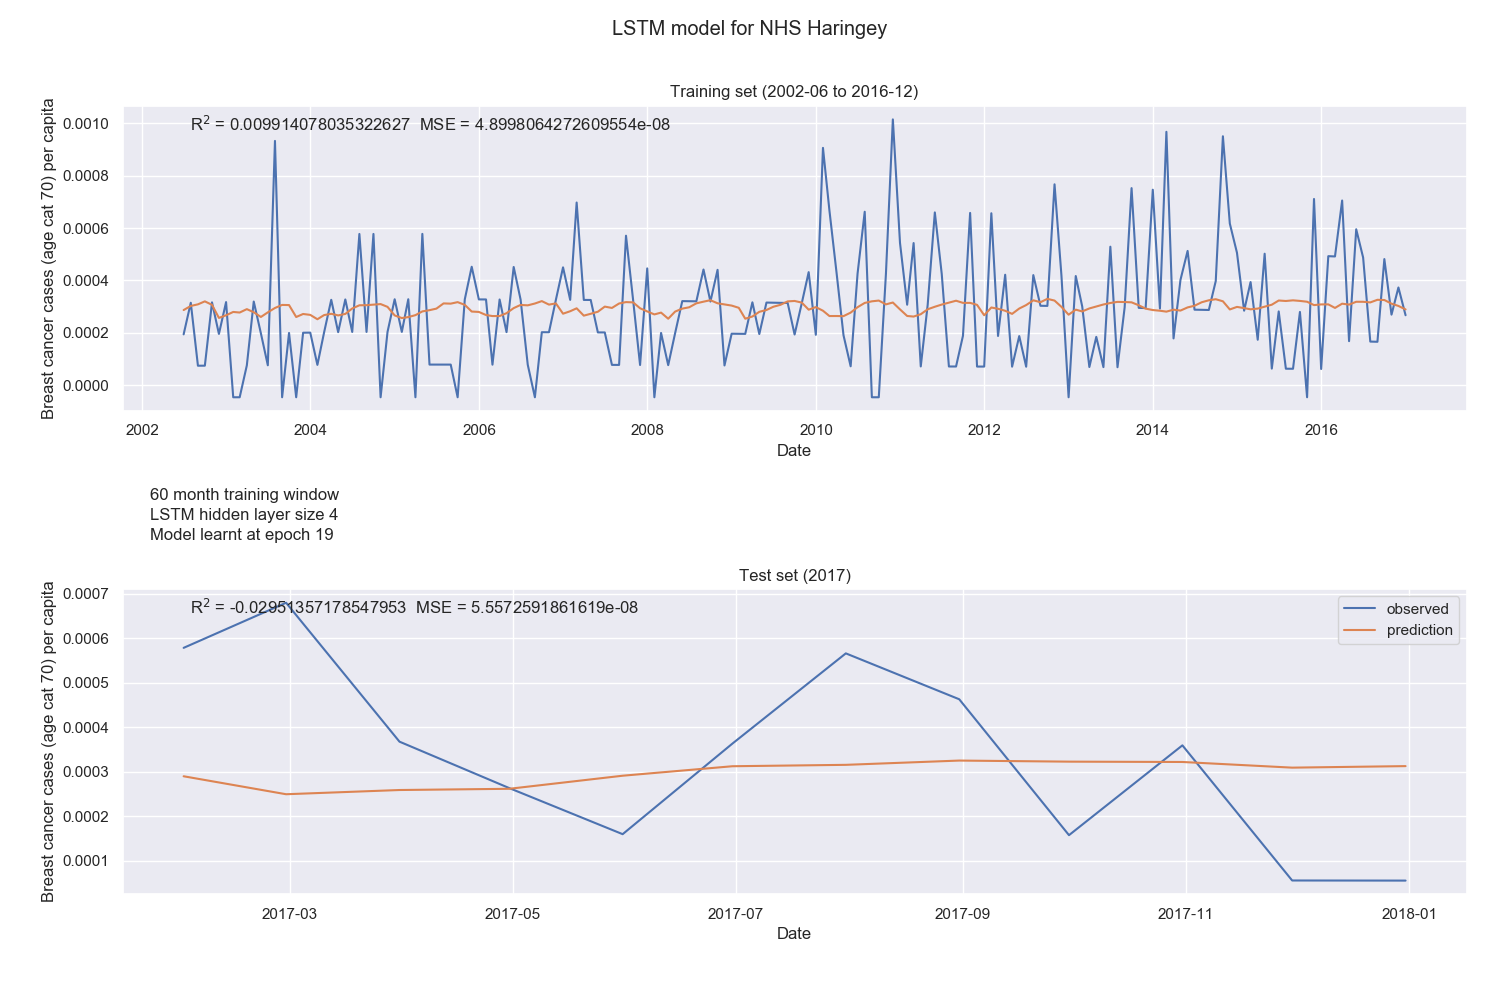 LSTM model for NHS Haringey
Training set (2002-06 to 2016-12)
R² = 0.009914078035322627 MSE = 4.8998064272609554e-08
Breast cancer cases (age cat 70) per capita
0.0010
0.0008
0.0006
0.0004
0.0002
0.0000
2002 2004 2006 2008 2010 2012 2014 2016
Date
60 month training window
LSTM hidden layer size 4
Model learnt at epoch 19
Test set (2017)
R² = -0.02951357178547953 MSE = 5.5572591861619e-08
observed
prediction
Breast cancer cases (age cat 70) per capita
0.0007
0.0006
0.0005
0.0004
0.0003
0.0002
0.0001
2017-03 2017-05 2017-07 2017-09 2017-11 2018-01
Date